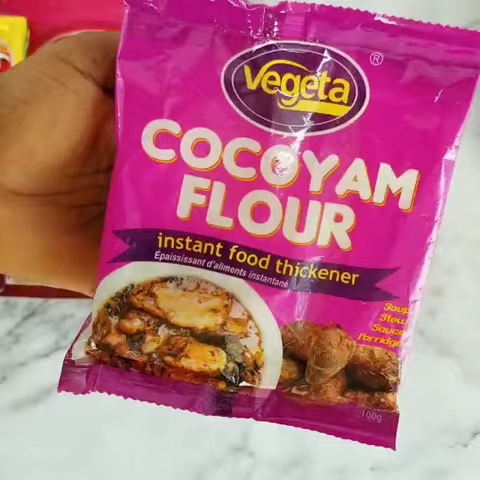 Vegeta
®
COCOYAM
FLOUR
instant food thickener
Épaississant d'aliments instantané
Soup
Stew
Sauce
Porridge
100g